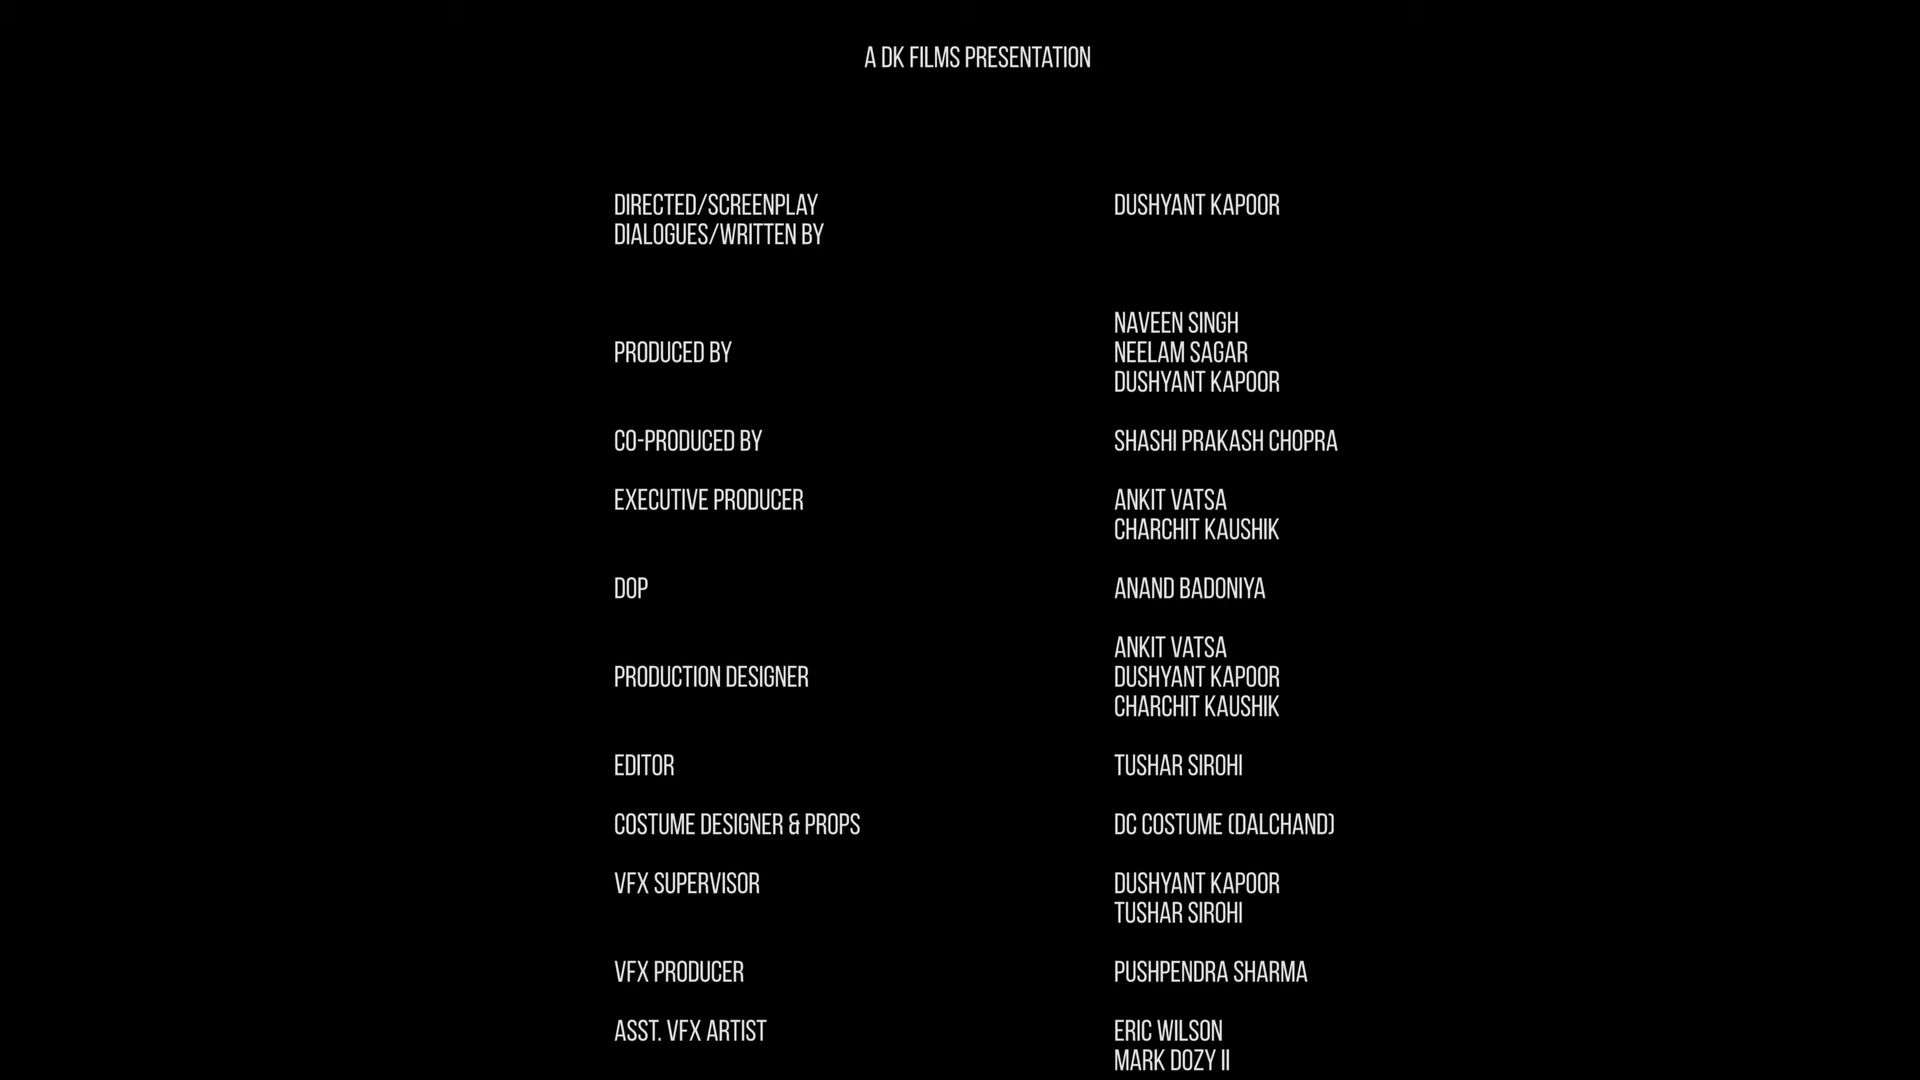 A DK FILMS PRESENTATION
DIRECTED/SCREENPLAY DUSHYANT KAPOOR
DIALOGUES/WRITTEN BY
NAVEEN SINGH
PRODUCED BY NEELAM SAGAR
DUSHYANT KAPOOR
CO-PRODUCED BY SHASHI PRAKASH CHOPRA
EXECUTIVE PRODUCER ANKIT VATSA
CHARCHIT KAUSHIK
DOP ANAND BADONIYA
ANKIT VATSA
PRODUCTION DESIGNER DUSHYANT KAPOOR
CHARCHIT KAUSHIK
EDITOR TUSHAR SIROHI
COSTUME DESIGNER & PROPS DC COSTUME (DALCHAND)
VFX SUPERVISOR DUSHYANT KAPOOR
TUSHAR SIROHI
VFX PRODUCER PUSHPENDRA SHARMA
ASST. VFX ARTIST ERIC WILSON
MARK DOZY II